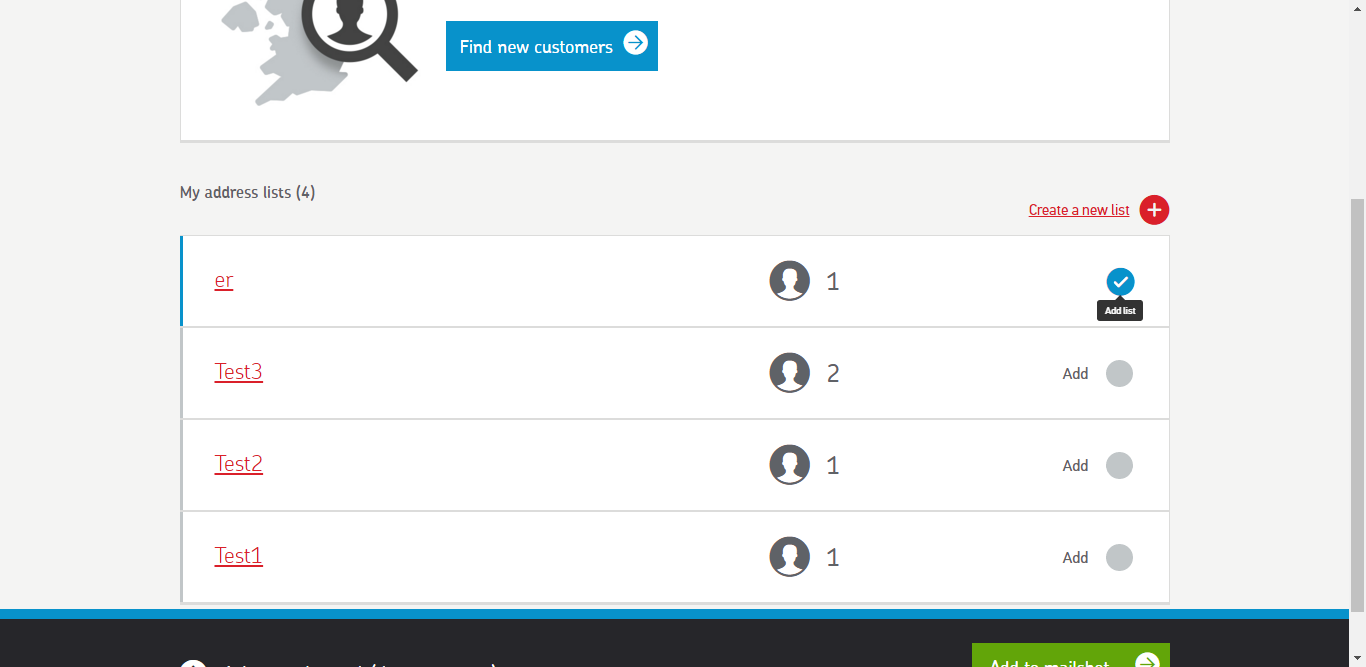 Find new customers
My address lists (4)
Create a new list
er
1
Add list
Test3
2
Add
Test2
1
Add
Test1
1
Add
Add to mailshot